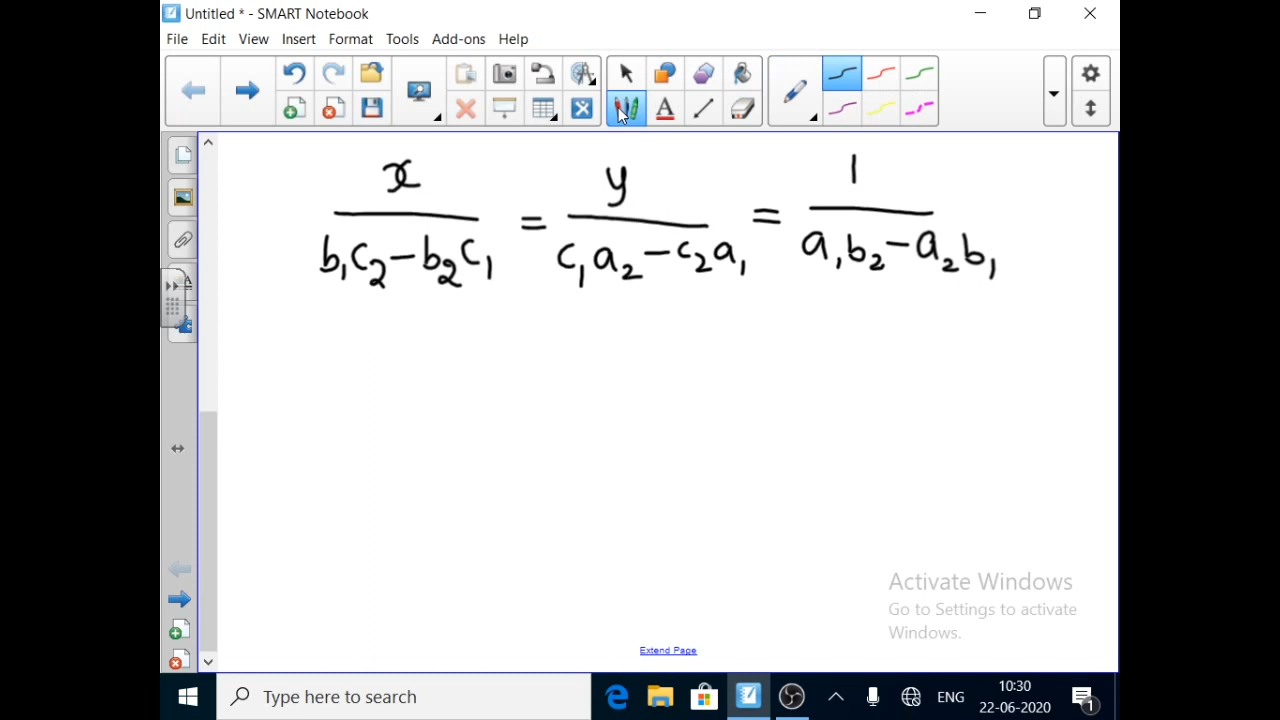 Untitled * - SMART Notebook
File Edit View Insert Format Tools Add-ons Help
x y 1
b₁c₂-b₂c₁ = c₁a₂-c₂a₁ = a₁b₂-a₂b₁
Activate Windows
Go to Settings to activate
Windows.
Extend Page
Type here to search
ENG
10:30
22-06-2020
1